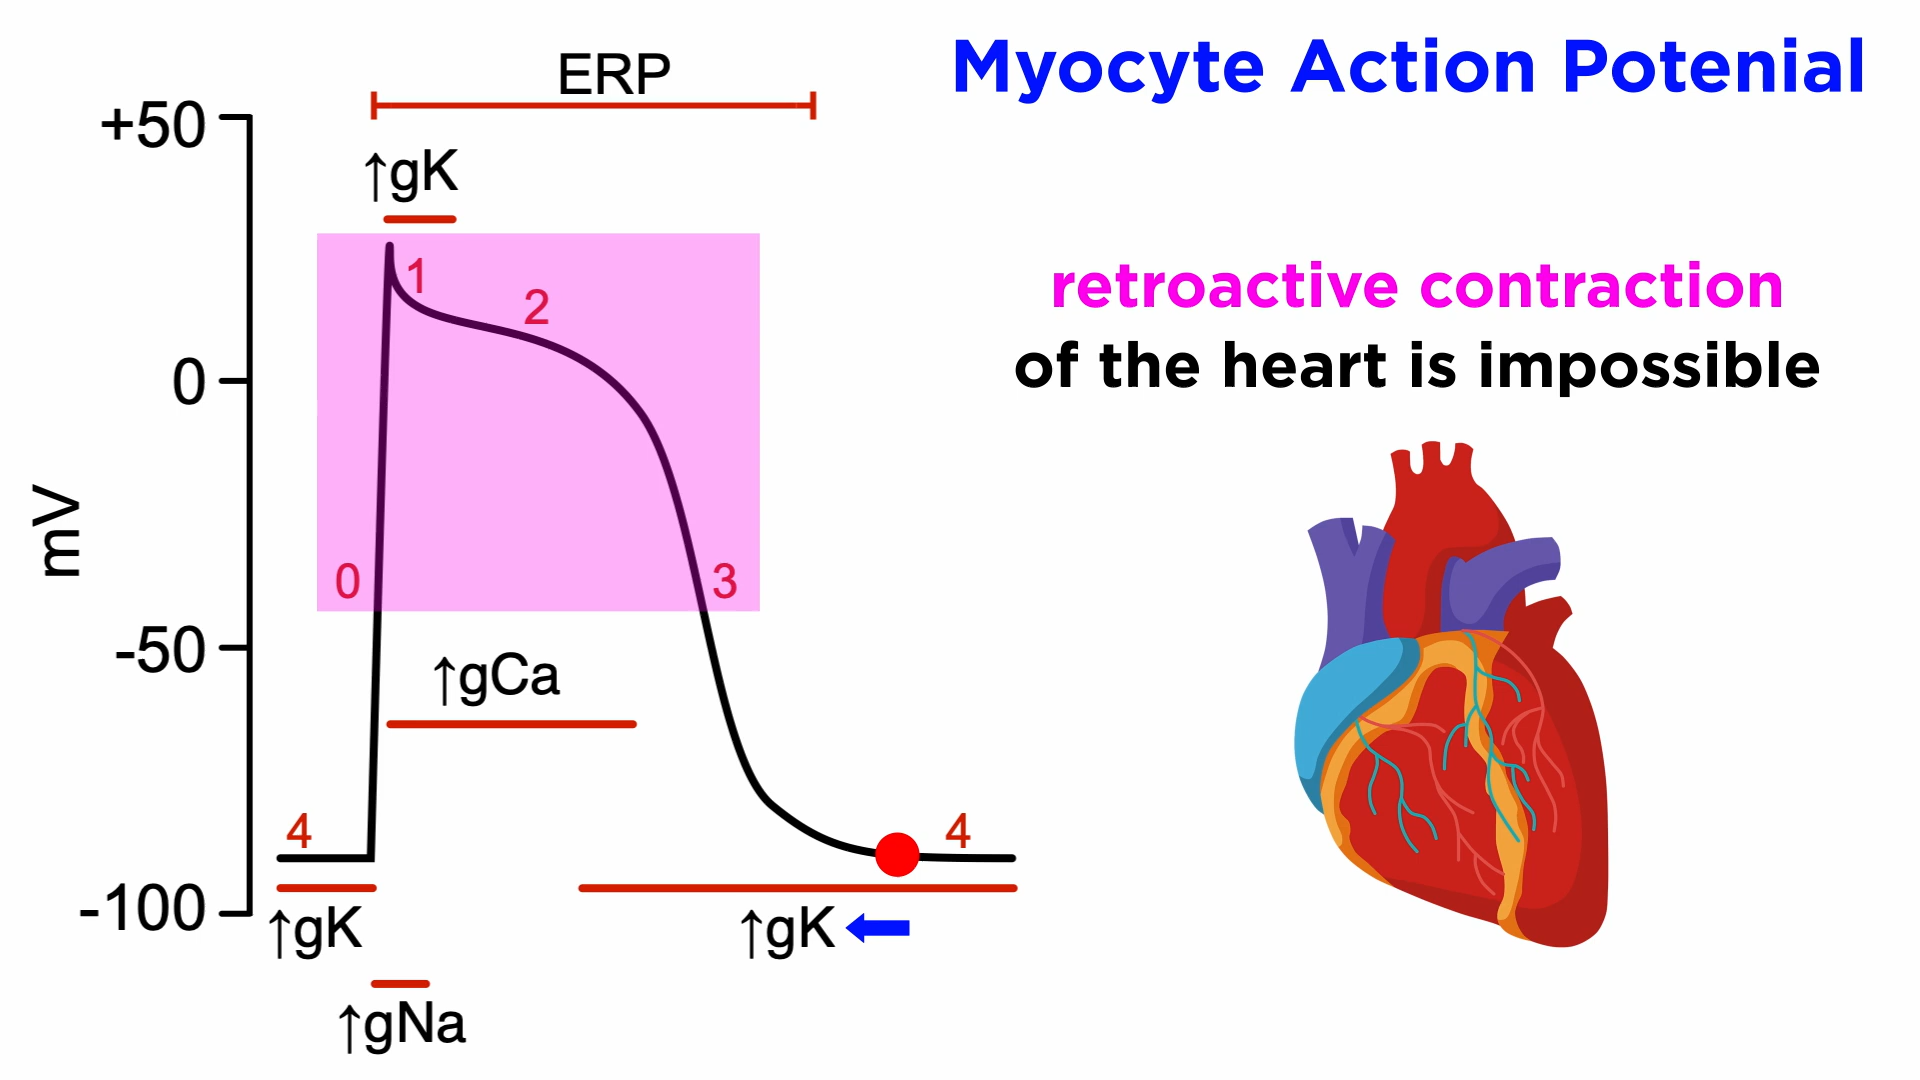 Myocyte Action Potenial
ERP
+50
↑gK
1
2
retroactive contraction
of the heart is impossible
0
mV
0
3
-50
↑gCa
4
4
-100
↑gK
↑gK
↑gNa